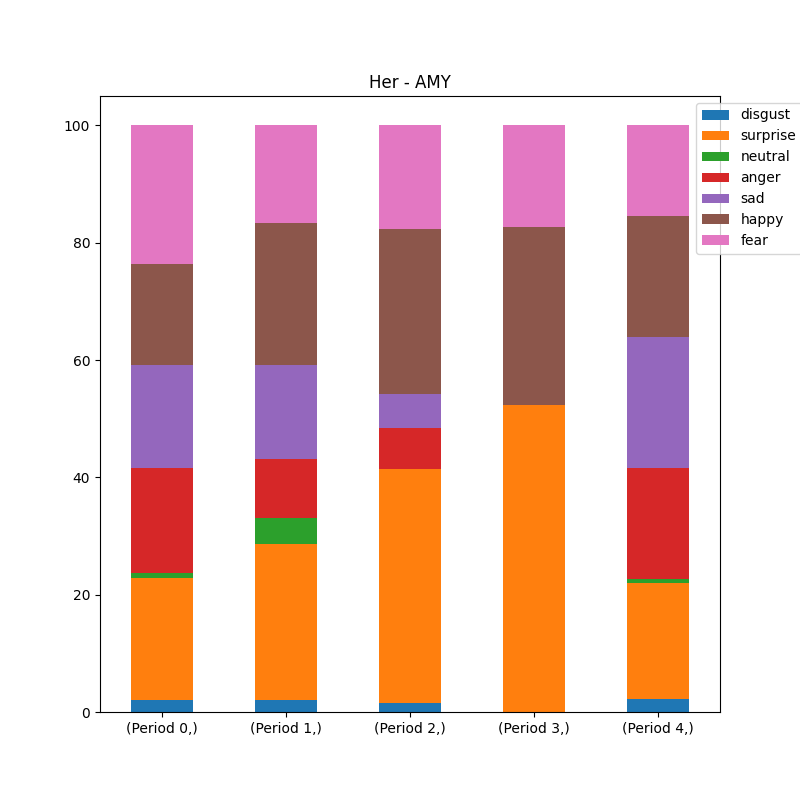 Her - AMY
100
80
60
40
20
0
disgust
surprise
neutral
anger
sad
happy
fear
(Period 0,)
(Period 1,)
(Period 2,)
(Period 3,)
(Period 4,)